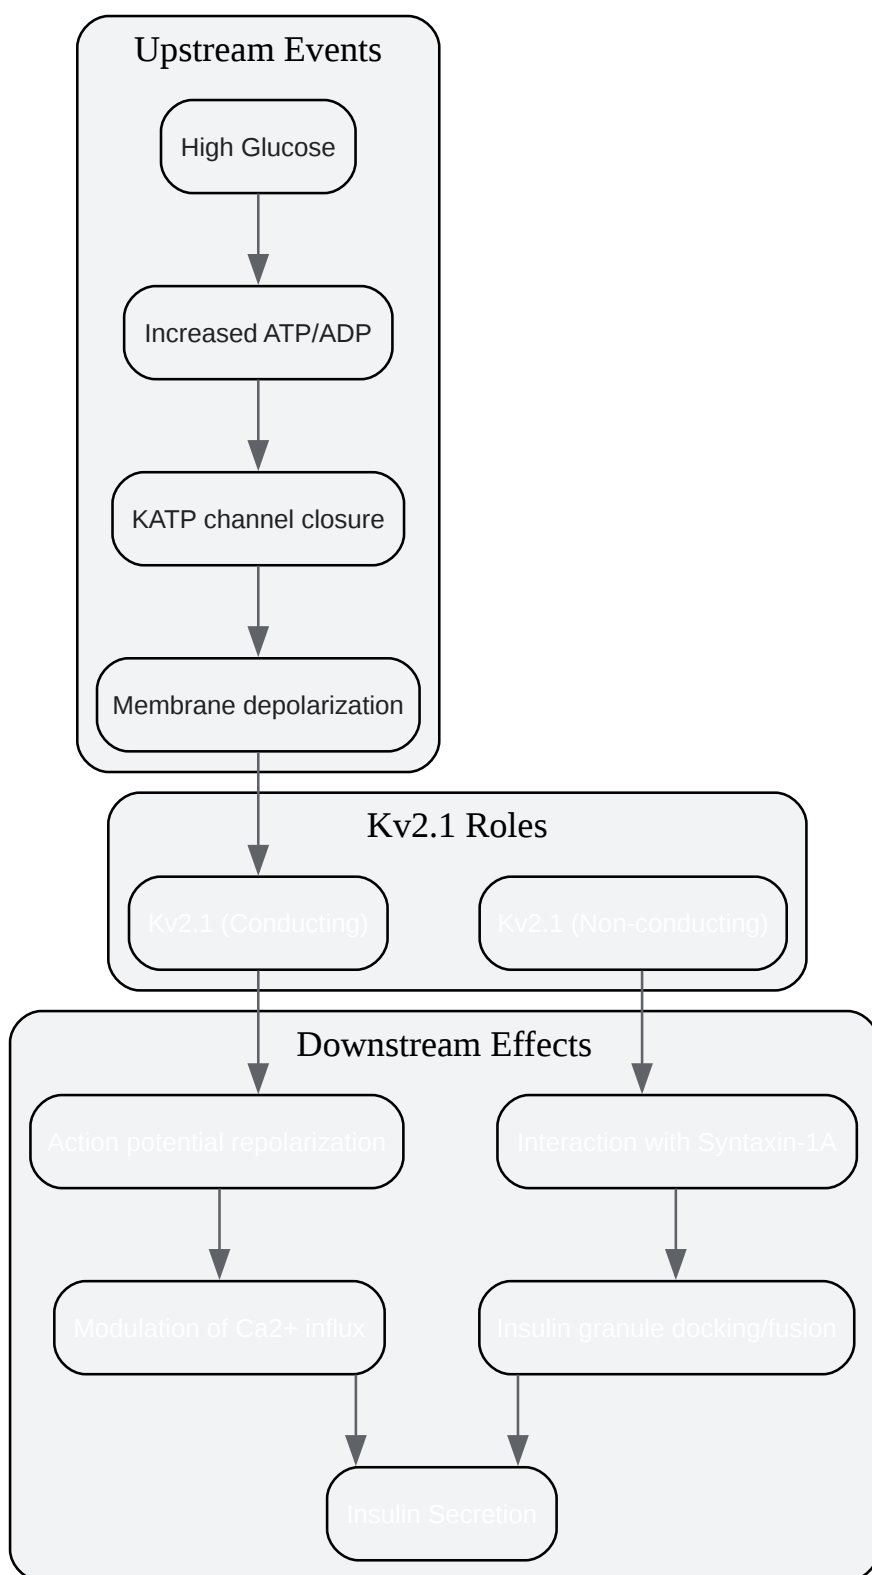 Upstream Events
High Glucose
Increased ATP/ADP
KATP channel closure
Membrane depolarization
Kv2.1 Roles
Kv2.1 (Conducting)
Kv2.1 (Non-conducting)
Downstream Effects
Action potential repolarization
Interaction with Syntaxin-1A
Modulation of Ca2+ influx
Insulin granule docking/fusion
Insulin Secretion